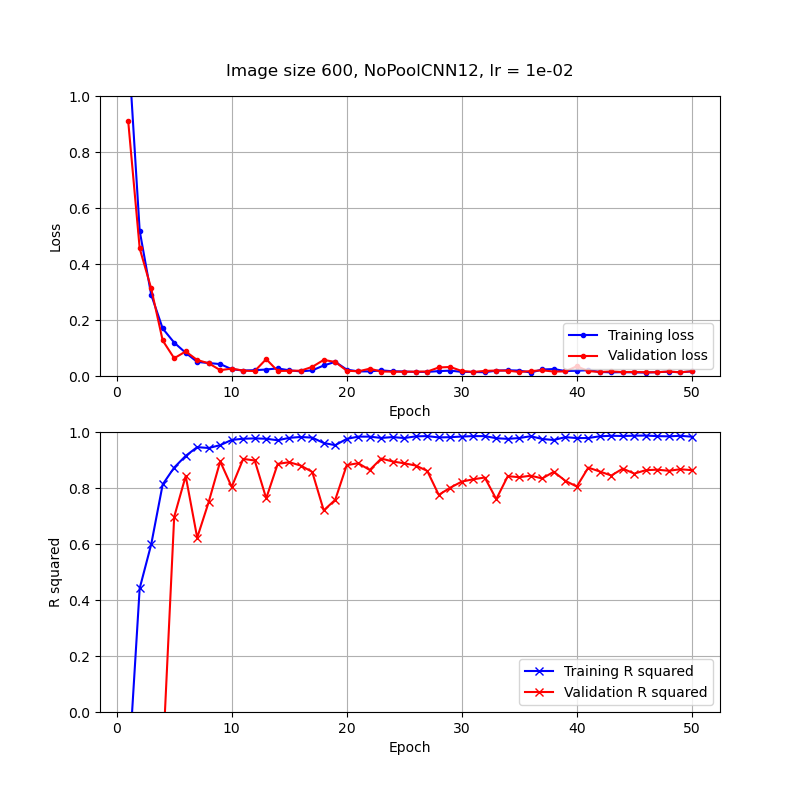 Image size 600, NoPoolCNN12, lr = 1e-02
1.0
0.8
0.6
0.4
0.2
0.0
Loss
Training loss
Validation loss
0 10 20 30 40 50
Epoch
1.0
0.8
0.6
0.4
0.2
0.0
R squared
Training R squared
Validation R squared
0 10 20 30 40 50
Epoch